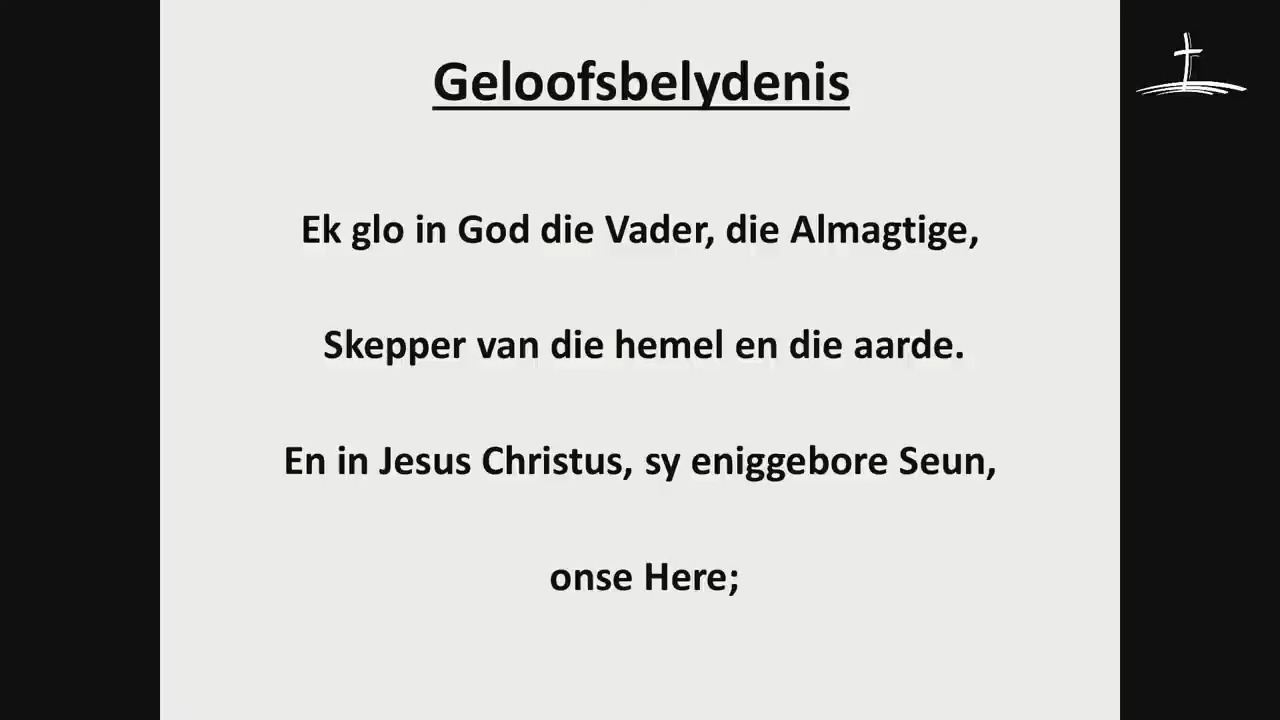 Geloofsbelydenis
Ek glo in God die Vader, die Almagtige,
Skepper van die hemel en die aarde.
En in Jesus Christus, sy eniggebore Seun,
onse Here;